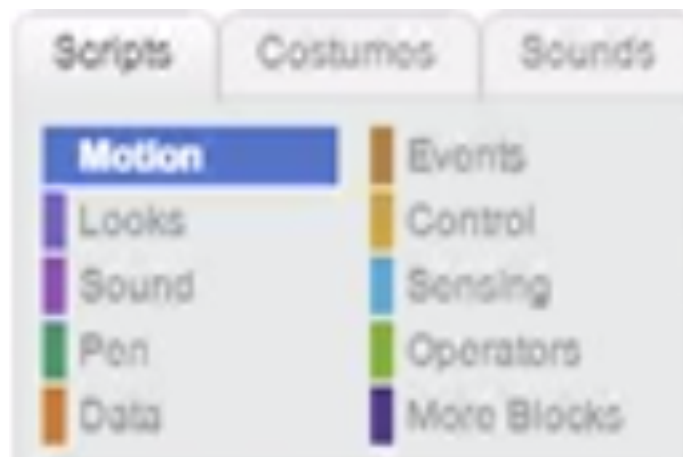 Scripts Costumes Sounds
Motion Events
Looks Control
Sound Sensing
Pen Operators
Data More Blocks